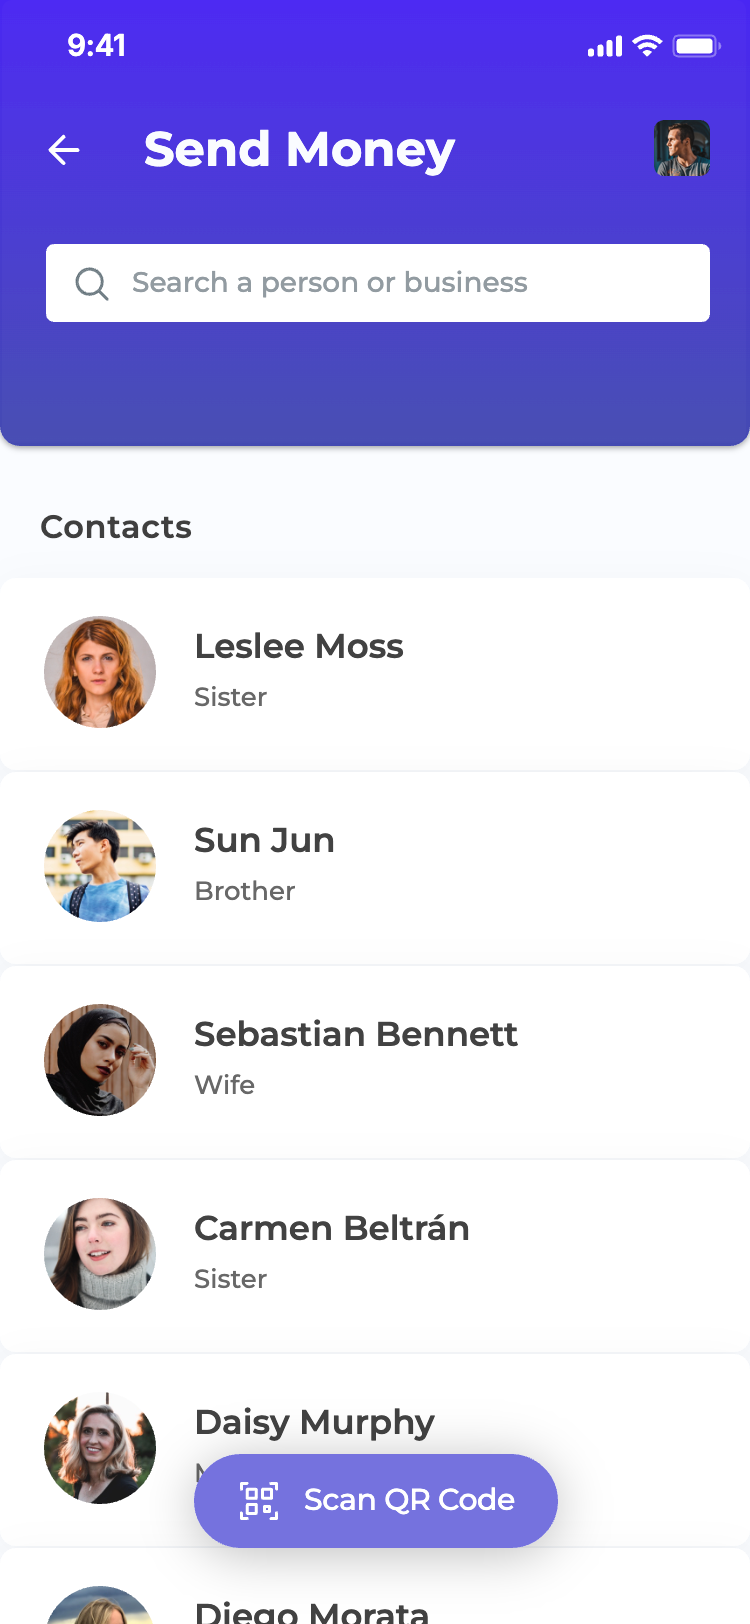 9:41
Send Money
Search a person or business
Contacts
Leslee Moss
Sister
Sun Jun
Brother
Sebastian Bennett
Wife
Carmen Beltrán
Sister
Daisy Murphy
Scan QR Code
Diego Morata